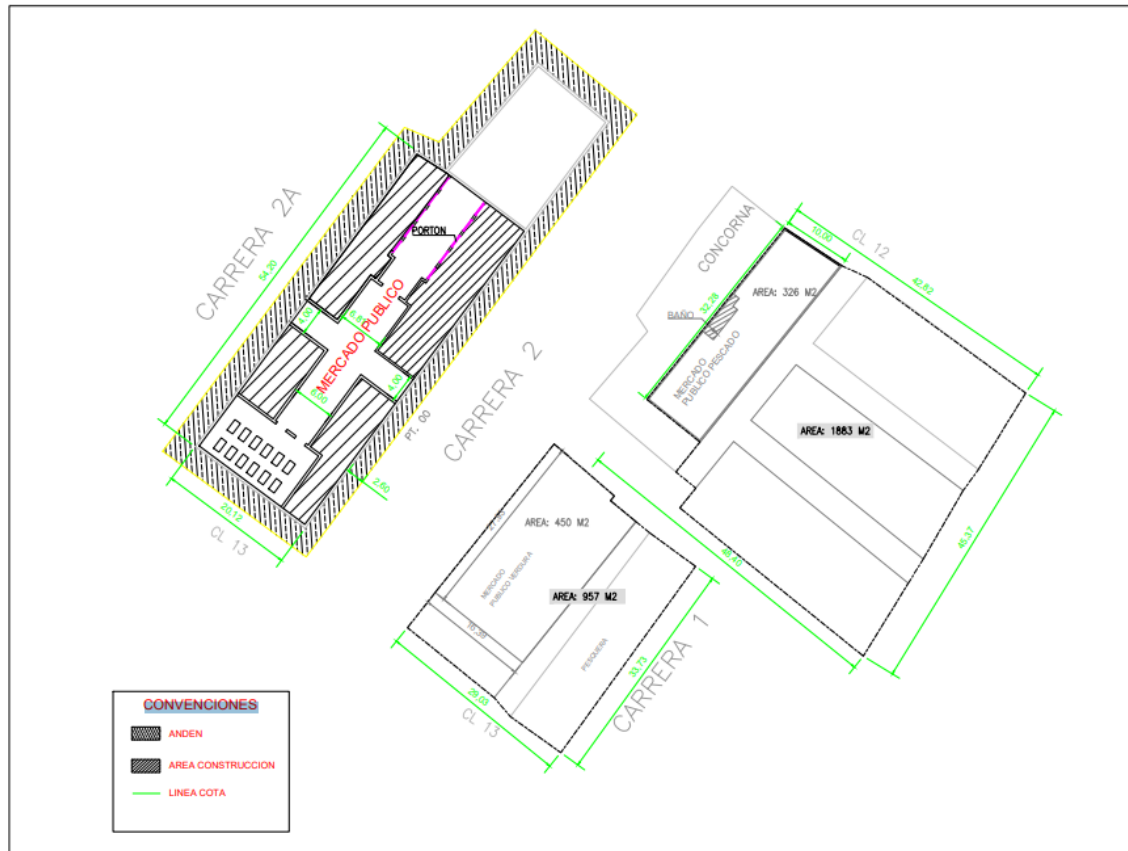 CARRERA 2A
54,20
PORTON
MERCADO PUBLICO
4,00
6,00
4,00
PT. 00
CARRERA 2
2,60
20,12
CL 13
CONCORNA
10,00
CL 12
42,82
AREA: 326 M2
32,28
BAÑO
MERCADO
PUBLICO PESCADO
AREA: 1883 M2
45,37
48,40
AREA: 450 M2
MERCADO
PUBLICO VERDURA
16,28
AREA: 957 M2
PESQUERA
33,73
29,03
CL 13
CARRERA 1
CONVENCIONES
ANDEN
AREA CONSTRUCCION
LINEA COTA